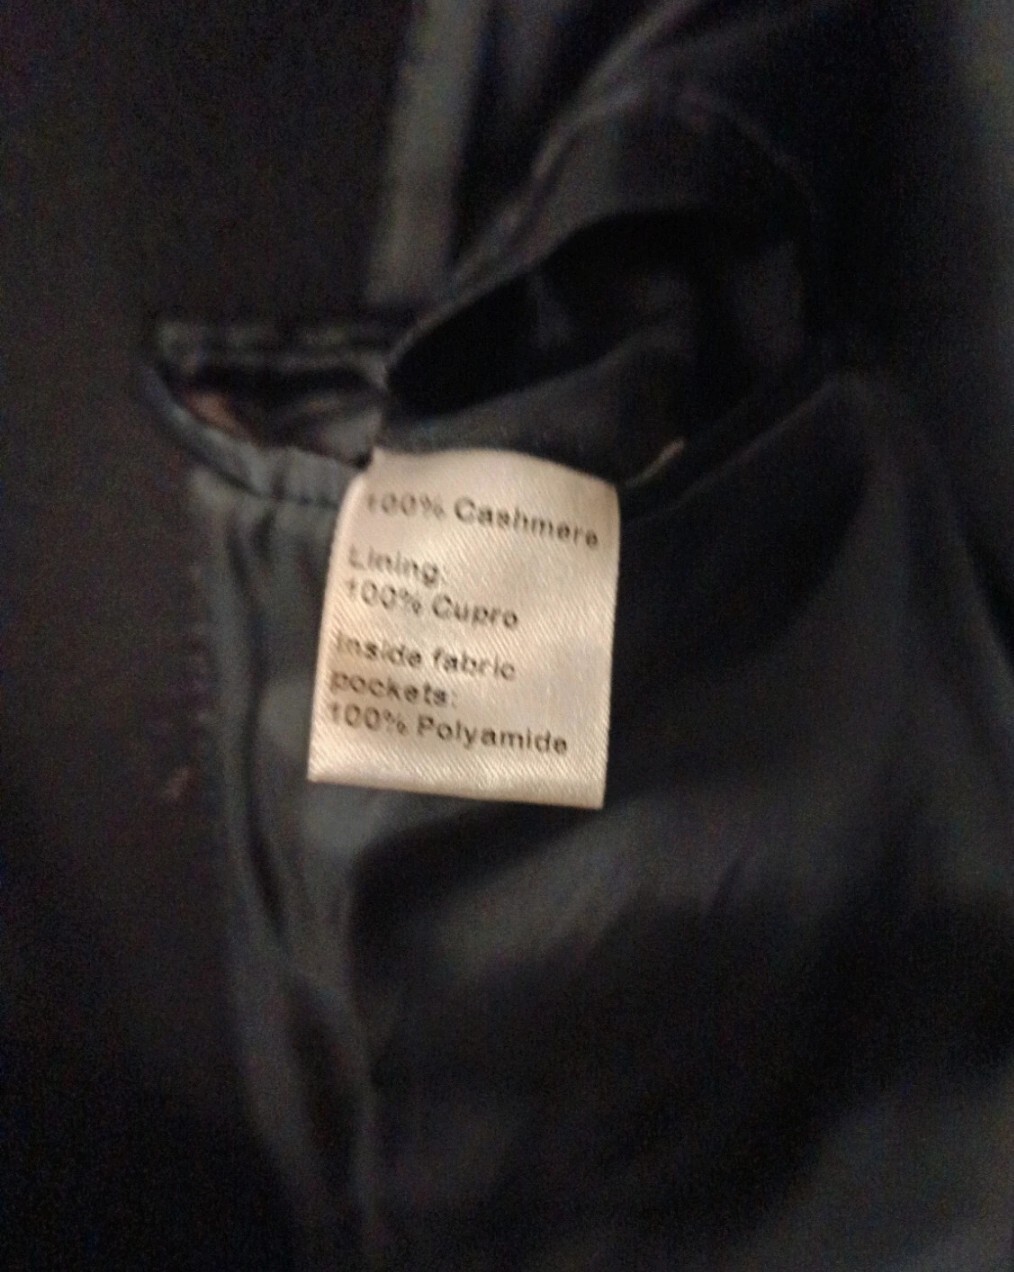 100% Cashmere
Lining:
100% Cupro
Inside fabric
pockets:
100% Polyamide